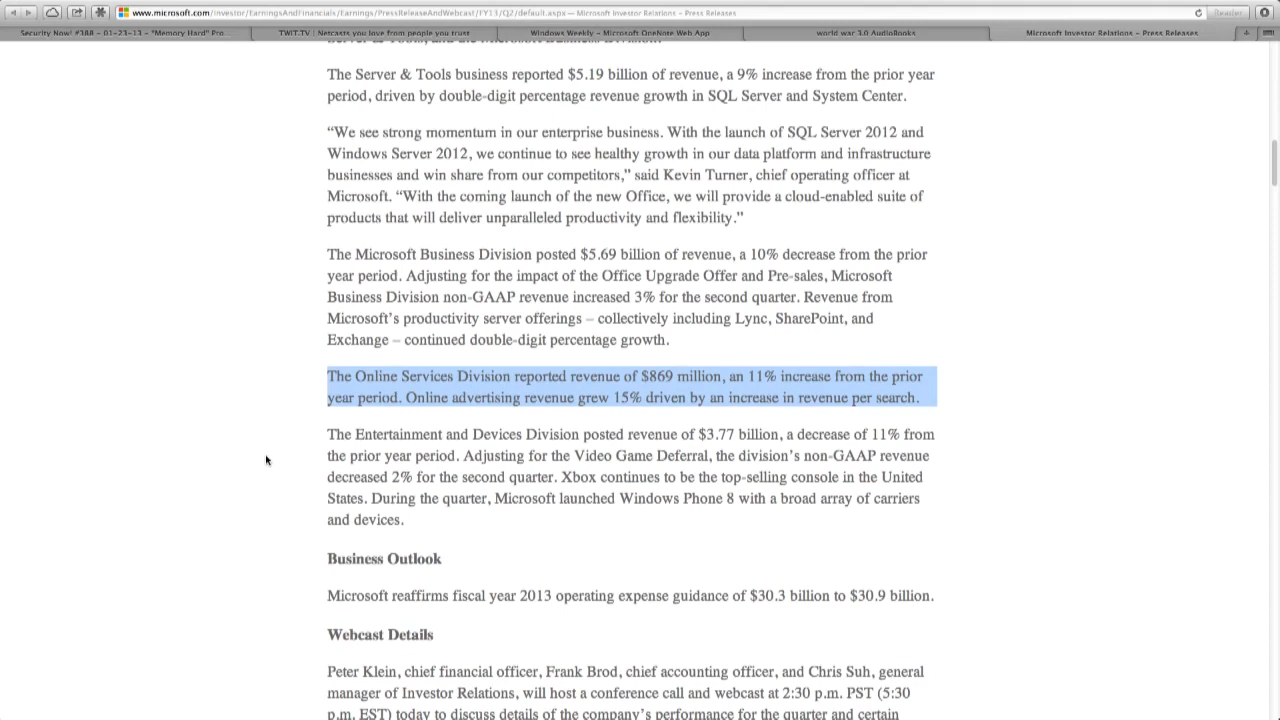 www.microsoft.com/investor/EarningsAndFinancials/Earnings/PressReleaseAndWebcast/FY13/Q2/default.aspx — Microsoft Investor Relations – Press Releases
Reader
Security Now! #388 - 01-23-13 - "Memory Hard" Pro...
TWiT.TV | Netcasts you love from people you trust
Windows Weekly - Microsoft OneNote Web App
world war 3.0 AudioBooks
Microsoft Investor Relations - Press Releases
The Server & Tools business reported $5.19 billion of revenue, a 9% increase from the prior year
period, driven by double-digit percentage revenue growth in SQL Server and System Center.
“We see strong momentum in our enterprise business. With the launch of SQL Server 2012 and
Windows Server 2012, we continue to see healthy growth in our data platform and infrastructure
businesses and win share from our competitors,” said Kevin Turner, chief operating officer at
Microsoft. “With the coming launch of the new Office, we will provide a cloud-enabled suite of
products that will deliver unparalleled productivity and flexibility.”
The Microsoft Business Division posted $5.69 billion of revenue, a 10% decrease from the prior
year period. Adjusting for the impact of the Office Upgrade Offer and Pre-sales, Microsoft
Business Division non-GAAP revenue increased 3% for the second quarter. Revenue from
Microsoft’s productivity server offerings – collectively including Lync, SharePoint, and
Exchange – continued double-digit percentage growth.
The Online Services Division reported revenue of $869 million, an 11% increase from the prior
year period. Online advertising revenue grew 15% driven by an increase in revenue per search.
The Entertainment and Devices Division posted revenue of $3.77 billion, a decrease of 11% from
the prior year period. Adjusting for the Video Game Deferral, the division’s non-GAAP revenue
decreased 2% for the second quarter. Xbox continues to be the top-selling console in the United
States. During the quarter, Microsoft launched Windows Phone 8 with a broad array of carriers
and devices.
Business Outlook
Microsoft reaffirms fiscal year 2013 operating expense guidance of $30.3 billion to $30.9 billion.
Webcast Details
Peter Klein, chief financial officer, Frank Brod, chief accounting officer, and Chris Suh, general
manager of Investor Relations, will host a conference call and webcast at 2:30 p.m. PST (5:30
p.m. EST) today to discuss details of the company’s performance for the quarter and certain